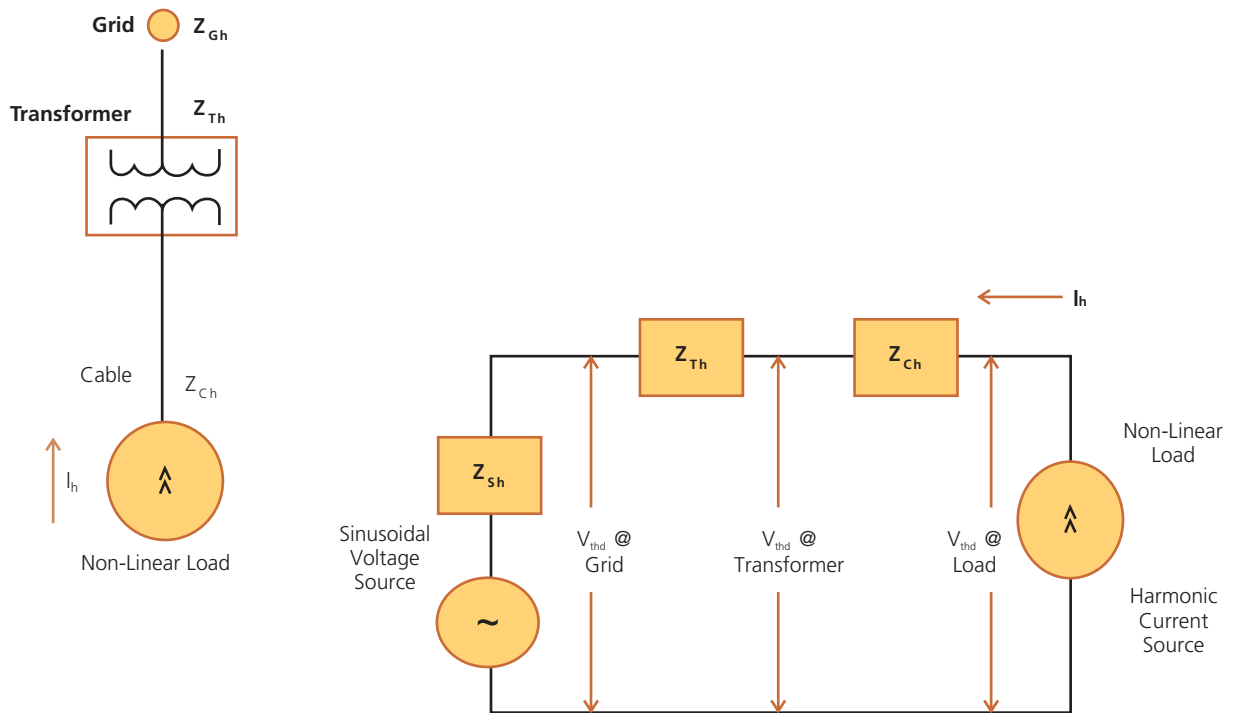 Grid
Z Gh
Transformer
Z Th
Cable
Z Ch
I h
Non-Linear Load
I h
Z Th
Z Ch
Z Sh
Sinusoidal
Voltage
Source
~
V thd @
Grid
V thd @
Transformer
V thd @
Load
Non-Linear
Load
Harmonic
Current
Source